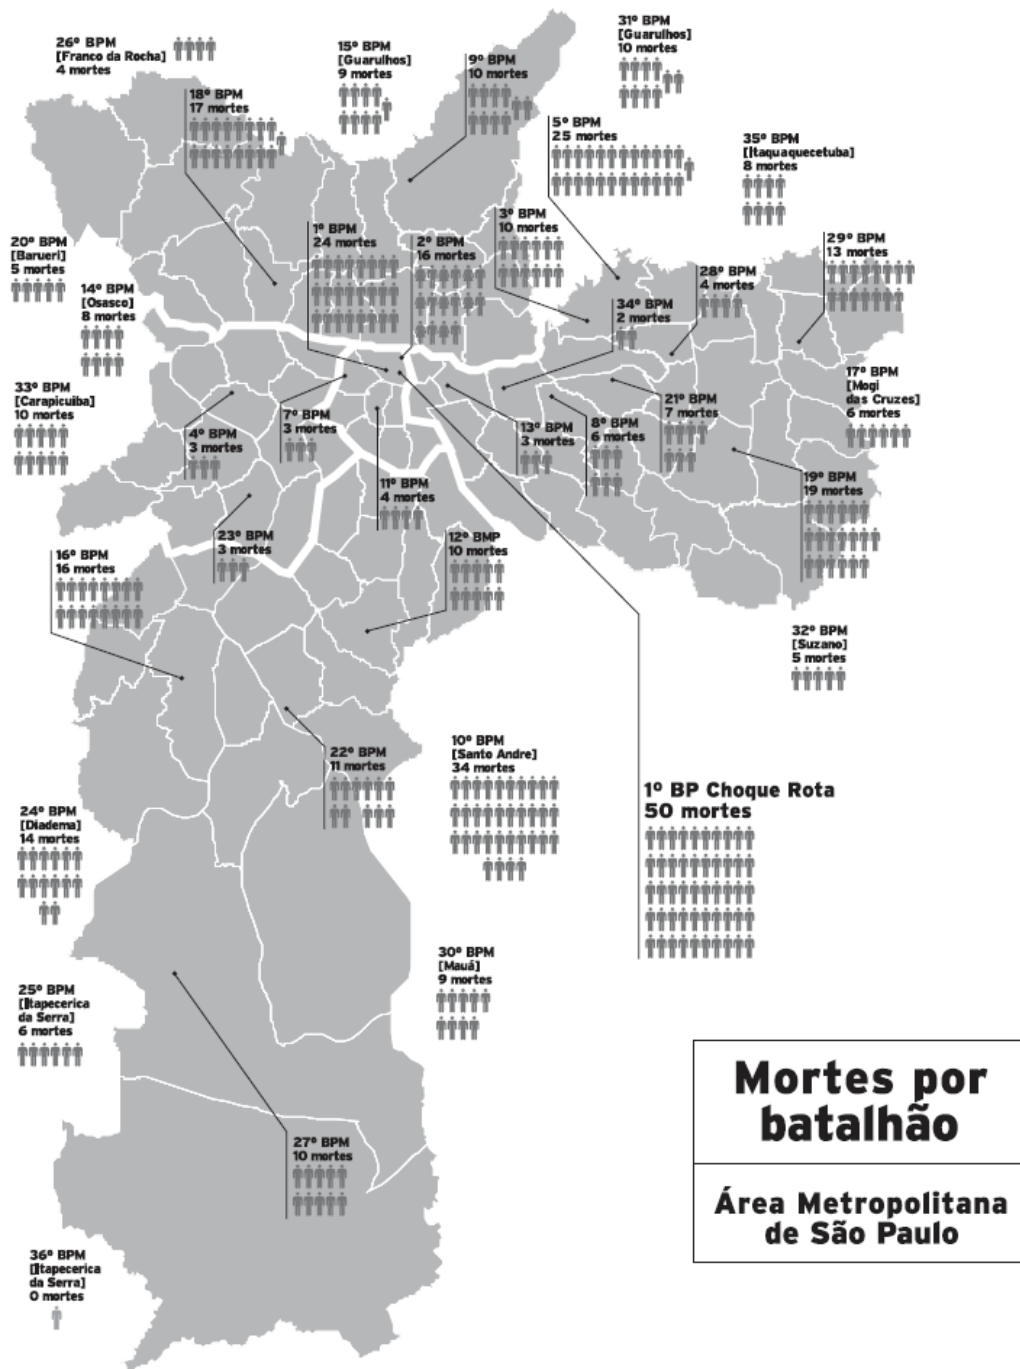 26º BPM
[Franco da Rocha]
4 mortes
15º BPM
[Guarulhos]
9 mortes
9º BPM
10 mortes
31º BPM
[Guarulhos]
10 mortes
18º BPM
17 mortes
5º BPM
25 mortes
35º BPM
[Itaquaquecetuba]
8 mortes
20º BPM
[Barueri]
5 mortes
1º BPM
24 mortes
2º BPM
16 mortes
3º BPM
10 mortes
29º BPM
13 mortes
14º BPM
[Osasco]
8 mortes
28º BPM
4 mortes
34º BPM
2 mortes
33º BPM
[Carapicuiba]
10 mortes
17º BPM
[Mogi
das Cruzes]
6 mortes
4º BPM
3 mortes
7º BPM
3 mortes
13º BPM
3 mortes
8º BPM
6 mortes
21º BPM
7 mortes
11º BPM
4 mortes
19º BPM
19 mortes
23º BPM
3 mortes
12º BMP
10 mortes
16º BPM
16 mortes
32º BPM
[Suzano]
5 mortes
22º BPM
11 mortes
10º BPM
[Santo Andre]
34 mortes
1º BP Choque Rota
50 mortes
24º BPM
[Diadema]
14 mortes
30º BPM
[Mauá]
9 mortes
25º BPM
[Itapecerica
da Serra]
6 mortes
27º BPM
10 mortes
36º BPM
[Itapecerica
da Serra]
0 mortes
Mortes por
batalhão
Área Metropolitana
de São Paulo